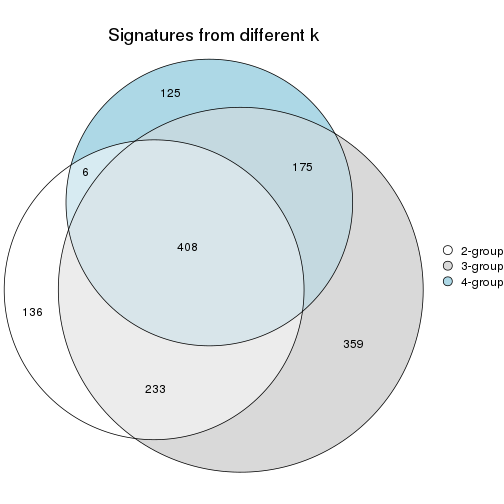 Signatures from different k
125
6
175
408
136
359
233
2-group
3-group
4-group